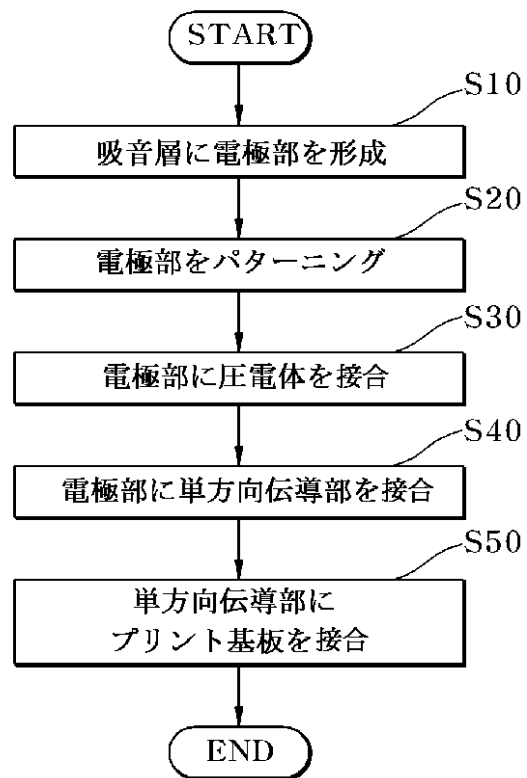 START
S10
吸音層に電極部を形成
S20
電極部をパターニング
S30
電極部に圧電体を接合
S40
電極部に単方向伝導部を接合
S50
単方向伝導部に
プリント基板を接合
END